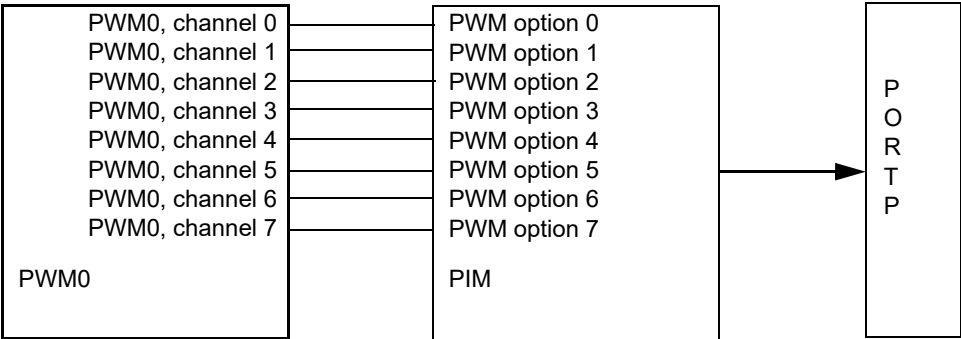 PWM0, channel 0
PWM0, channel 1
PWM0, channel 2
PWM0, channel 3
PWM0, channel 4
PWM0, channel 5
PWM0, channel 6
PWM0, channel 7
PWM0
PWM option 0
PWM option 1
PWM option 2
PWM option 3
PWM option 4
PWM option 5
PWM option 6
PWM option 7
PIM
P
O
R
T
P